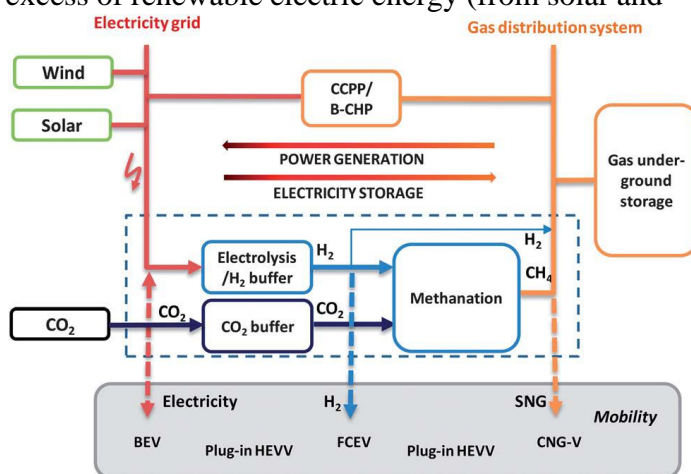 excess of renewable electric energy (from solar and
Electricity grid
Gas distribution system
Wind
CCPP/
B-CHP
Solar
POWER GENERATION
ELECTRICITY STORAGE
Gas under-
ground
storage
H₂
Electrolysis
/H₂ buffer
H₂
CH₄
Methanation
CO₂
CO₂
CO₂ buffer
CO₂
Electricity
H₂
SNG
Mobility
BEV
Plug-in HEVV
FCEV
Plug-in HEVV
CNG-V